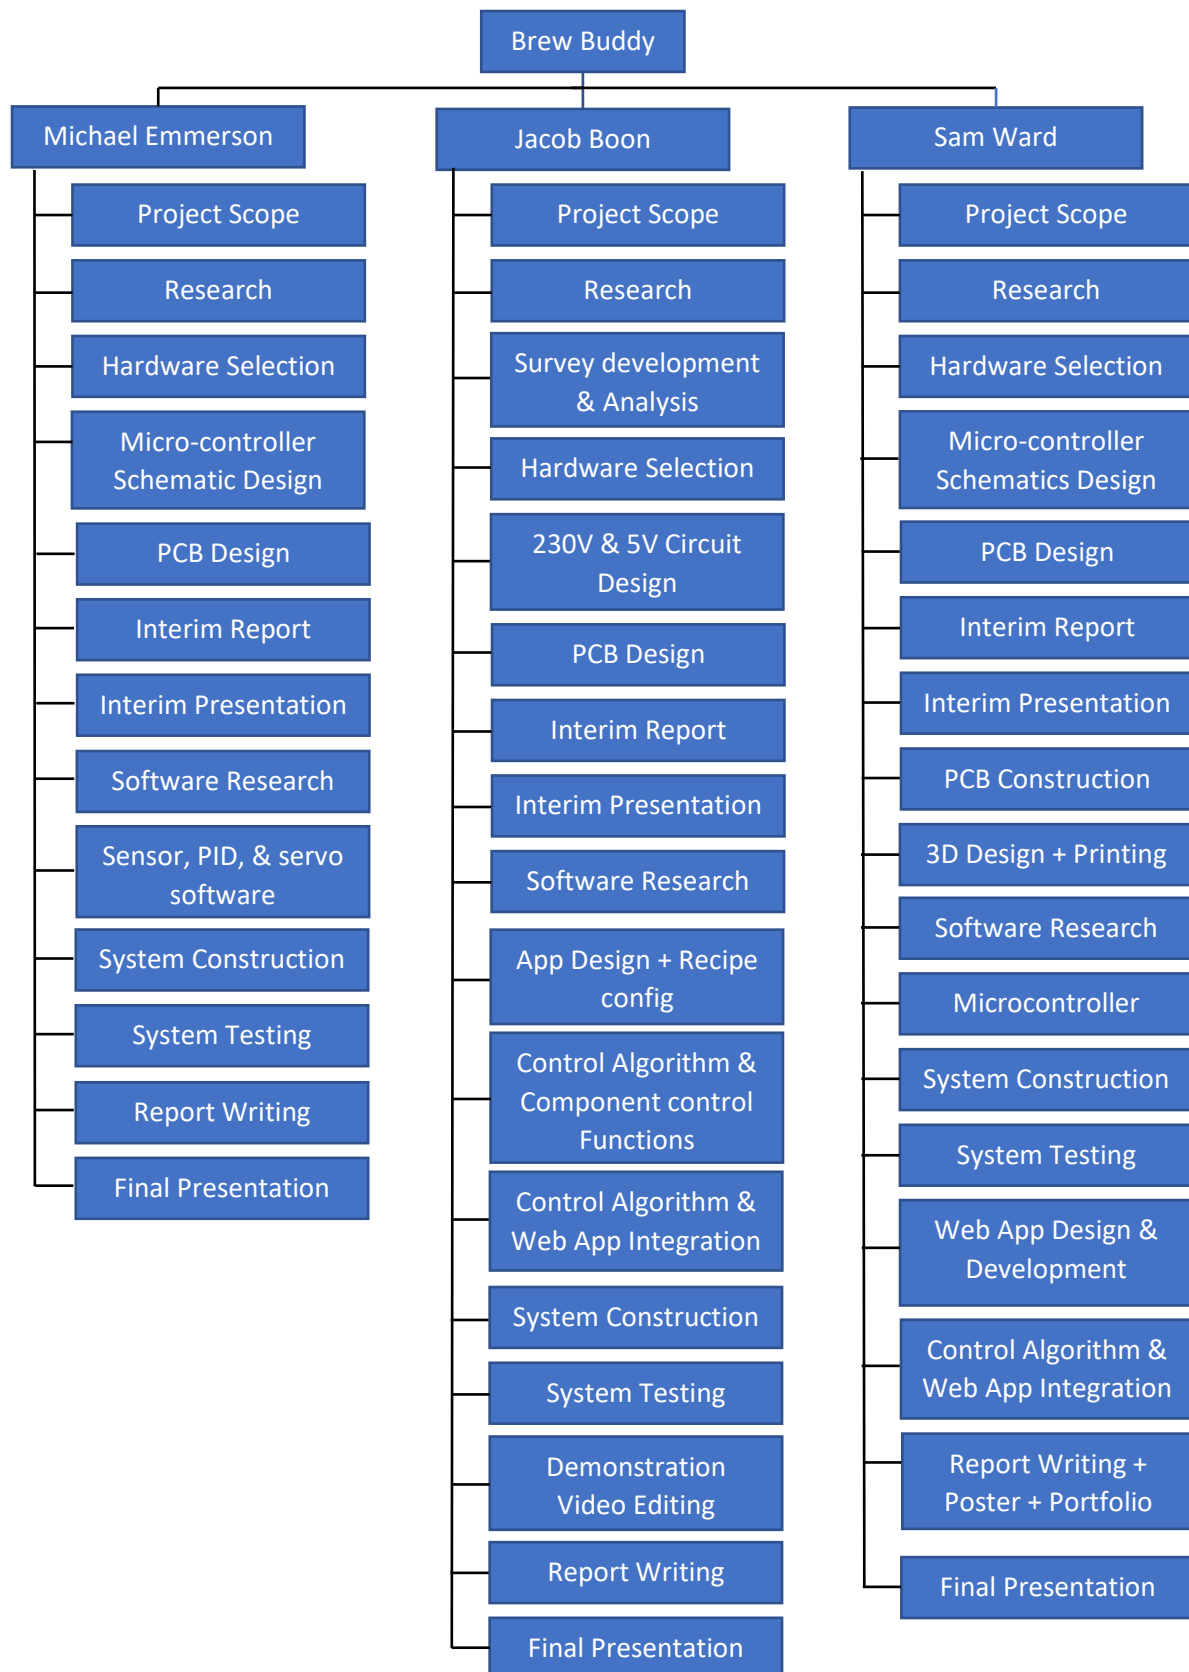 Brew Buddy
Michael Emmerson
Project Scope
Research
Hardware Selection
Micro-controller
Schematic Design
PCB Design
Interim Report
Interim Presentation
Software Research
Sensor, PID, & servo
software
System Construction
System Testing
Report Writing
Final Presentation
Jacob Boon
Project Scope
Research
Survey development
& Analysis
Hardware Selection
230V & 5V Circuit
Design
PCB Design
Interim Report
Interim Presentation
Software Research
App Design + Recipe
config
Control Algorithm &
Component control
Functions
Control Algorithm &
Web App Integration
System Construction
System Testing
Demonstration
Video Editing
Report Writing
Final Presentation
Sam Ward
Project Scope
Research
Hardware Selection
Micro-controller
Schematics Design
PCB Design
Interim Report
Interim Presentation
PCB Construction
3D Design + Printing
Software Research
Microcontroller
System Construction
System Testing
Web App Design &
Development
Control Algorithm &
Web App Integration
Report Writing +
Poster + Portfolio
Final Presentation